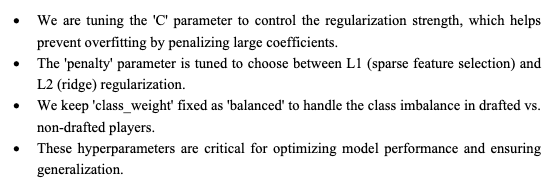 • We are tuning the 'C' parameter to control the regularization strength, which helps
prevent overfitting by penalizing large coefficients.
• The 'penalty' parameter is tuned to choose between L1 (sparse feature selection) and
L2 (ridge) regularization.
• We keep 'class_weight' fixed as 'balanced' to handle the class imbalance in drafted vs.
non-drafted players.
• These hyperparameters are critical for optimizing model performance and ensuring
generalization.